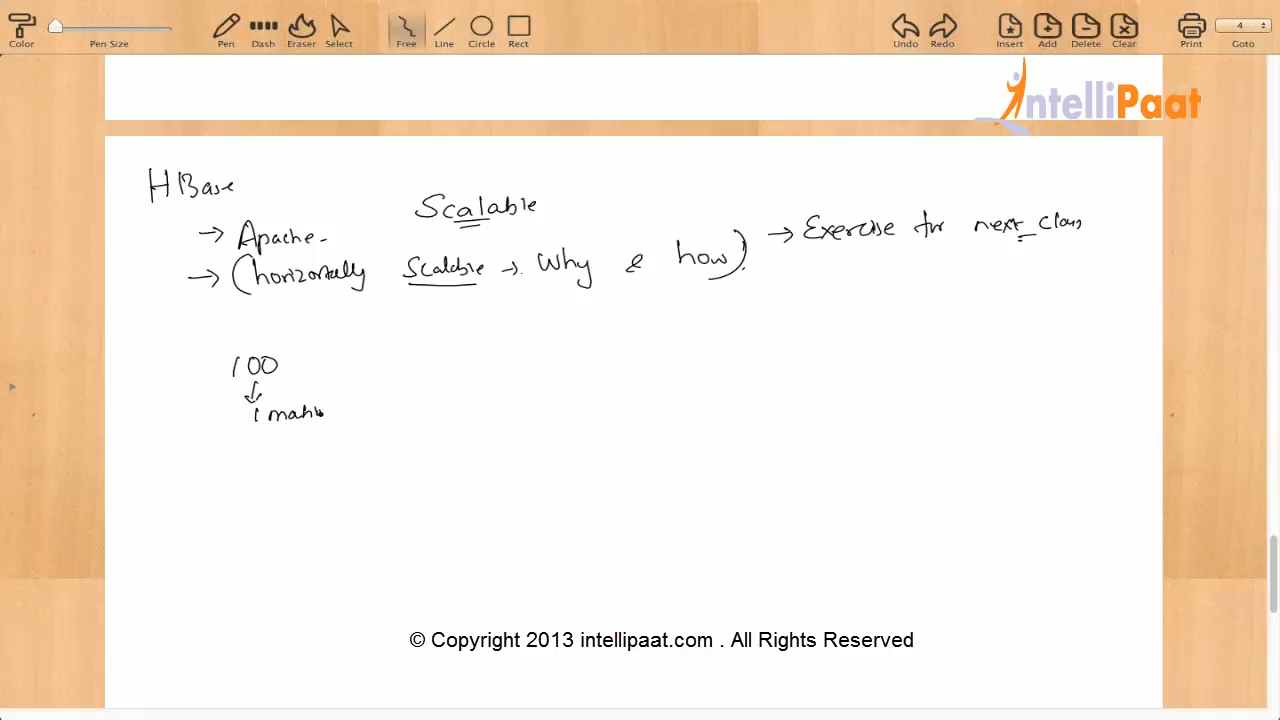 Color
Pen Size
Pen
Dash
Eraser
Select
Free
Line
Circle
Rect
Undo
Redo
Insert
Add
Delete
Clear
Print
4
Goto
IntelliPaat
HBase
Scalable
→ Apache -
→ (horizontally Scalable → Why & how)
→ Exercise for next class
100
↓
1
© Copyright 2013 intellipaat.com . All Rights Reserved